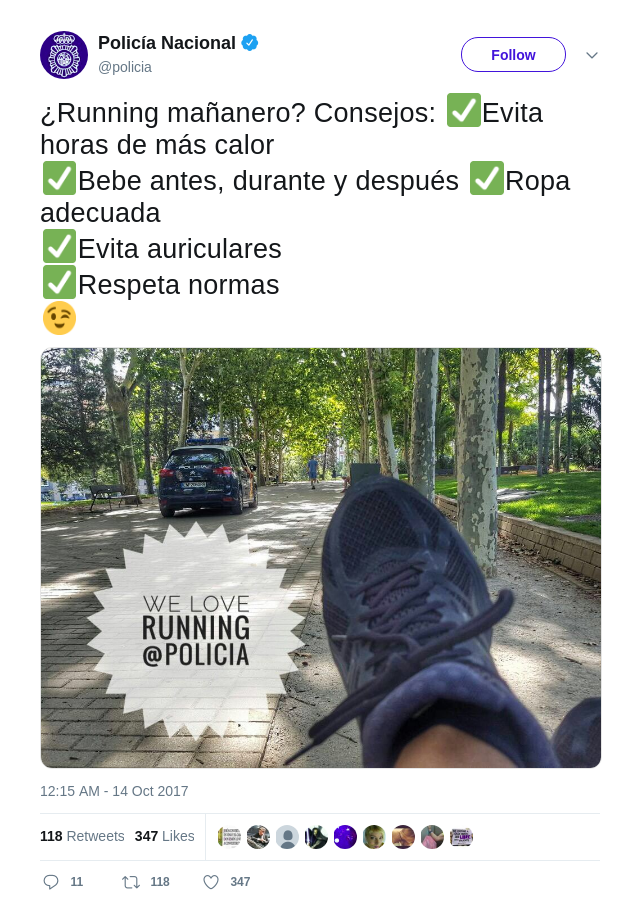 Policía Nacional
@policia
Follow
¿Running mañanero? Consejos: ✅Evita
horas de más calor
✅Bebe antes, durante y después ✅Ropa
adecuada
✅Evita auriculares
✅Respeta normas
😉
POLICIA
WE LOVE
RUNNING
@POLICIA
12:15 AM - 14 Oct 2017
118 Retweets 347 Likes
11 118 347